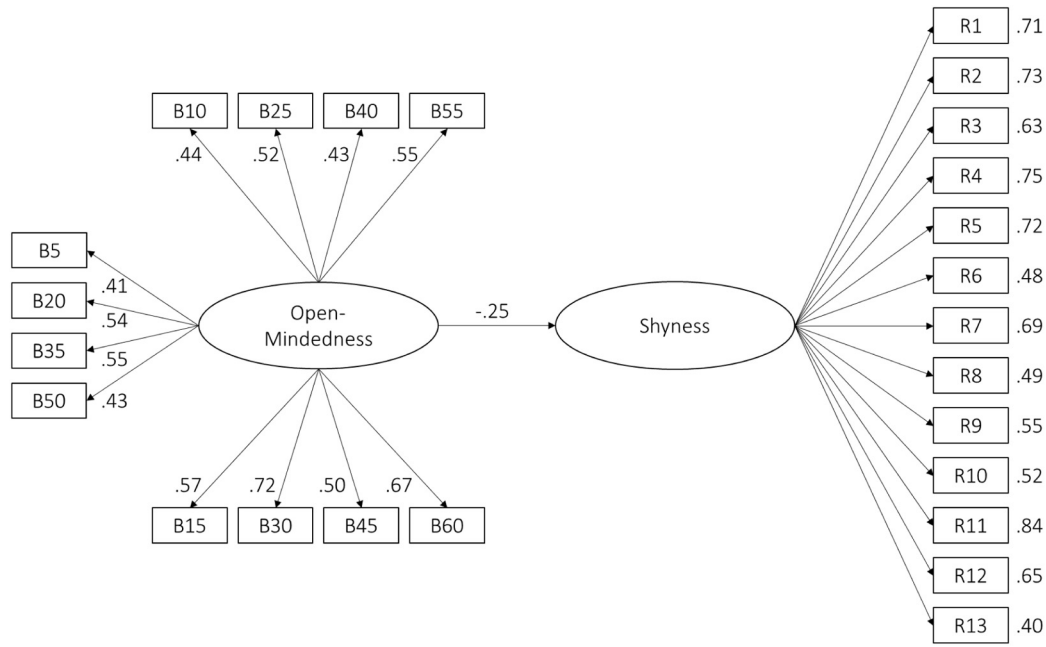 R1 .71
R2 .73
B10 B25 B40 B55
R3 .63
.44 .52 .43 .55
R4 .75
R5 .72
B5
R6 .48
.41
B20
.54
Open-
Mindedness
-.25
Shyness
R7 .69
B35
.55
R8 .49
B50 .43
R9 .55
R10 .52
.57 .72 .50 .67
B15 B30 B45 B60
R11 .84
R12 .65
R13 .40